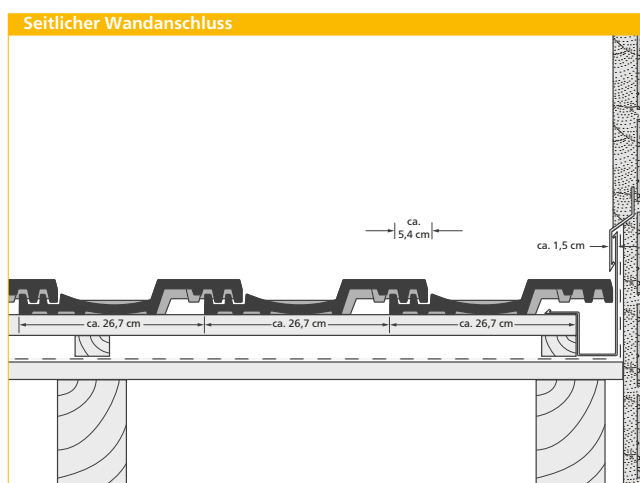 Seitlicher Wandanschluss
ca.
5,4 cm
ca. 1,5 cm
ca. 26,7 cm
ca. 26,7 cm
ca. 26,7 cm